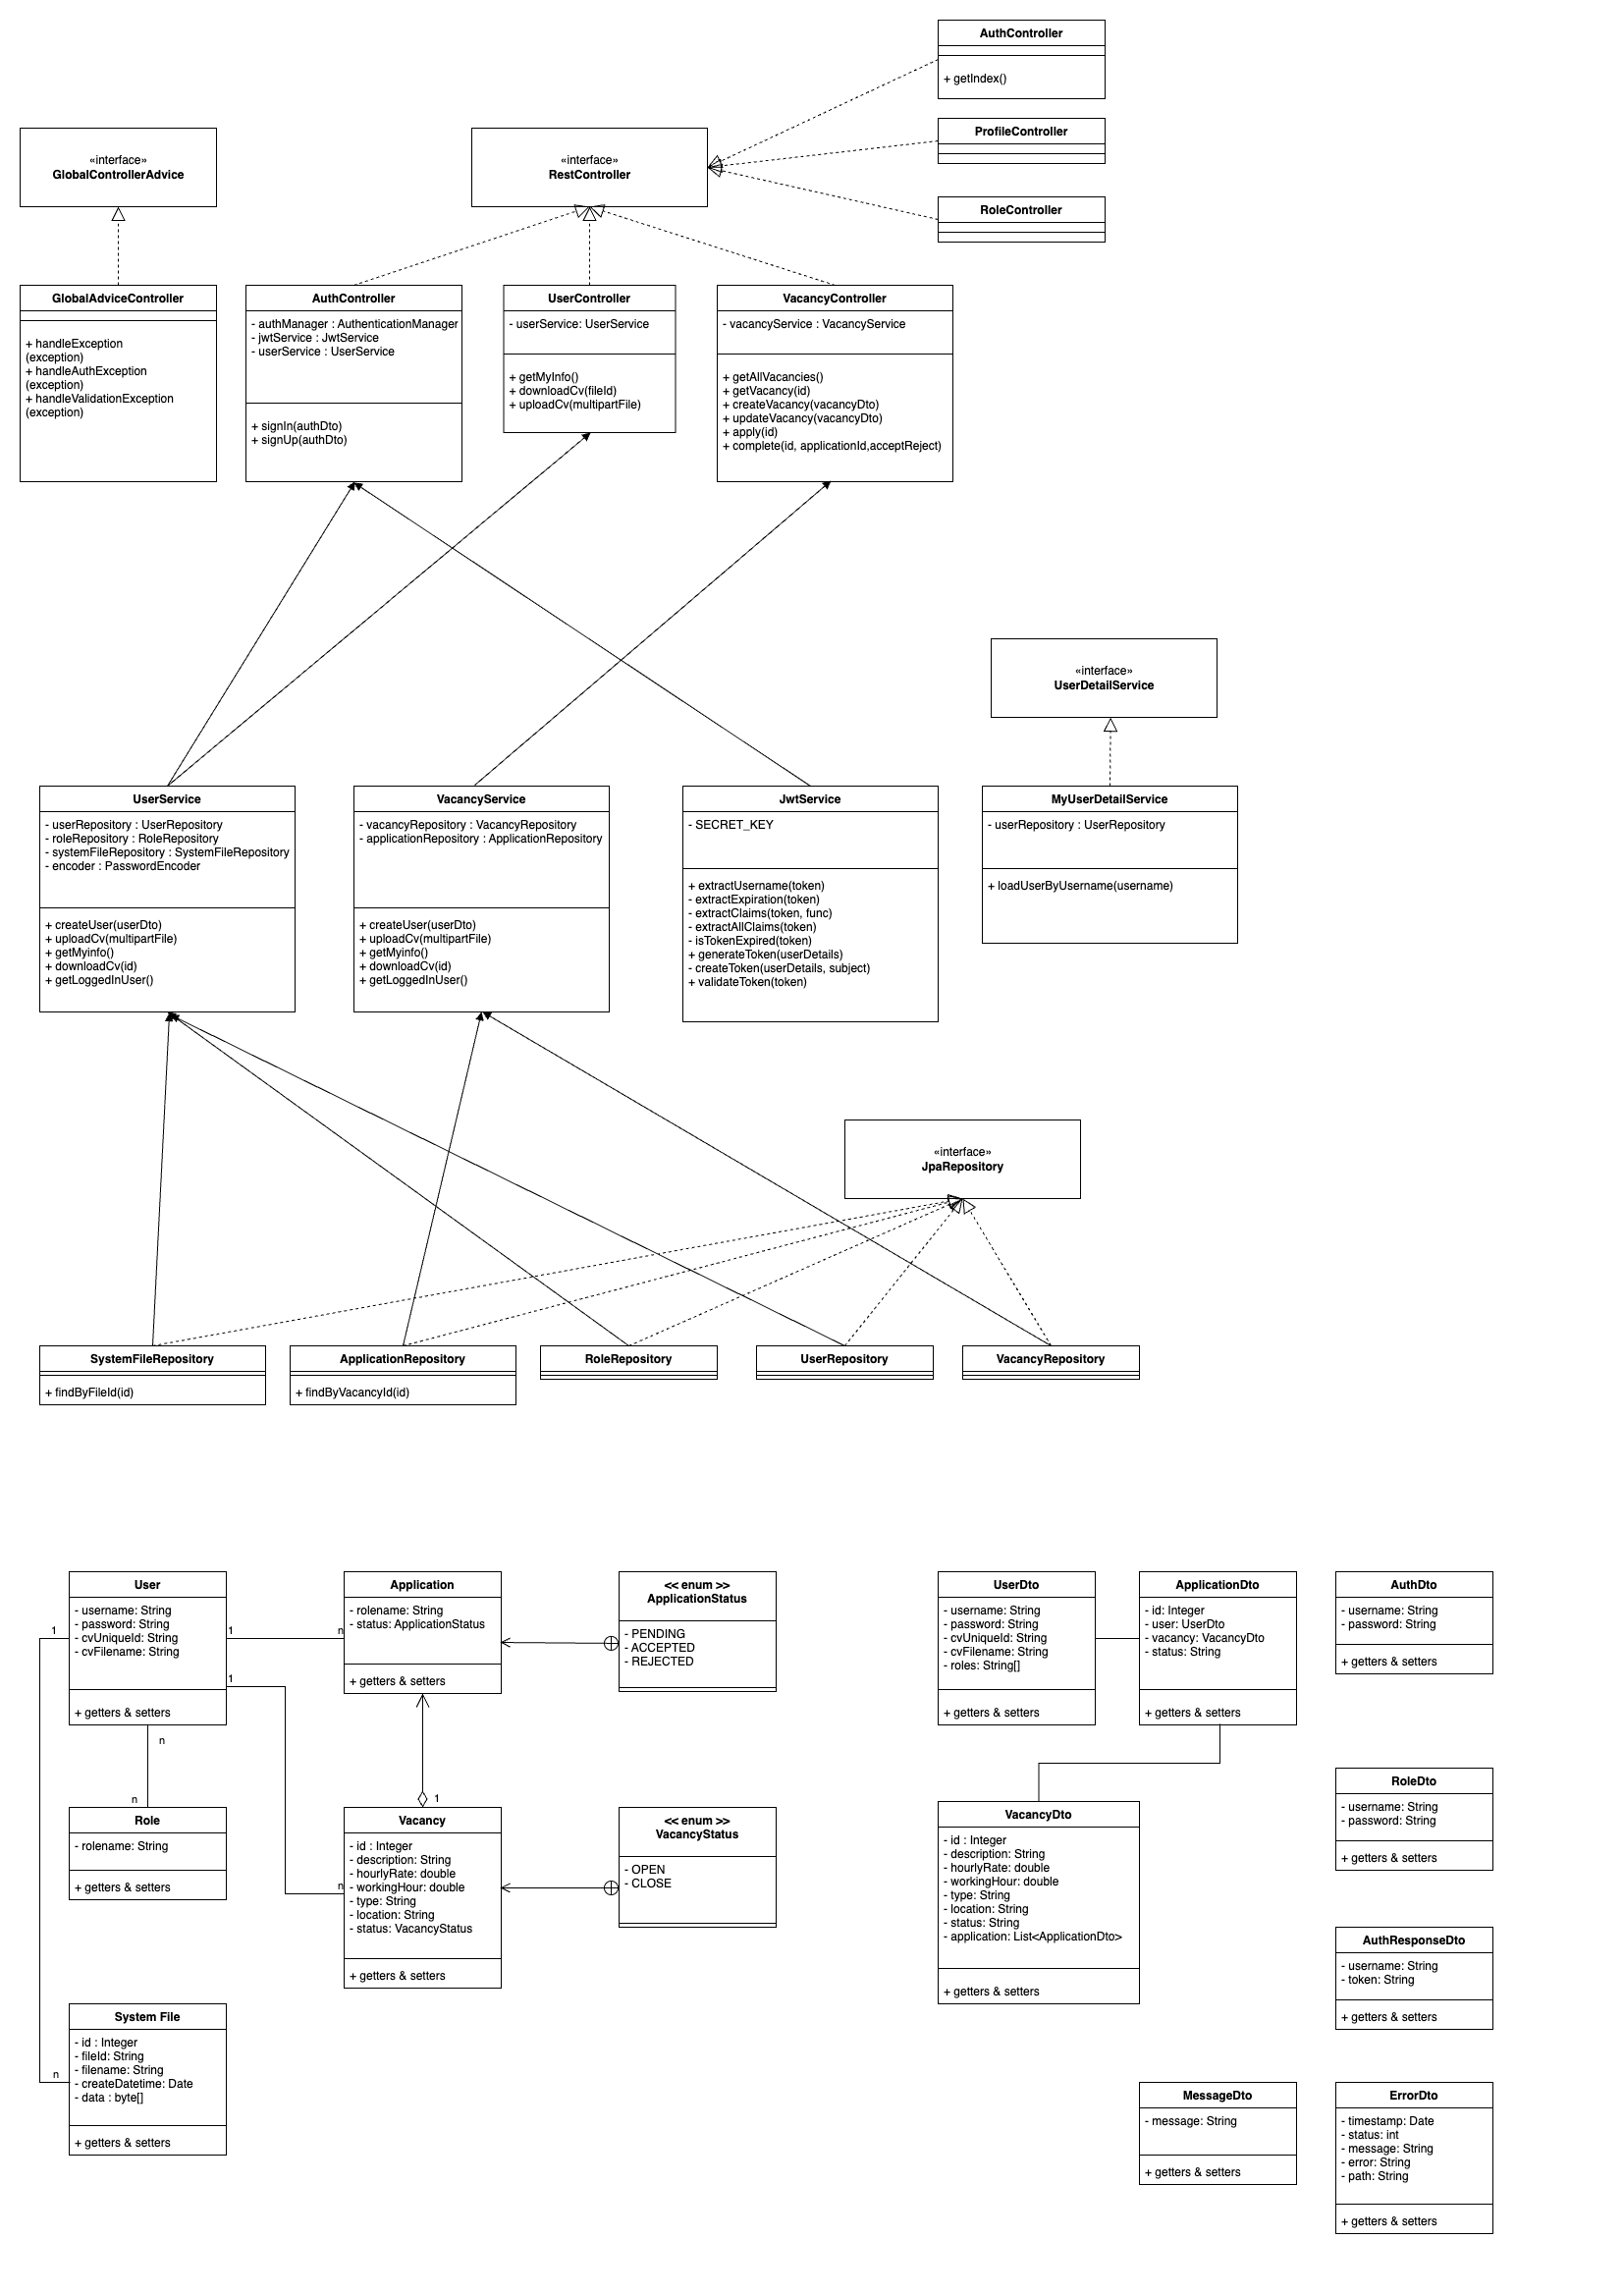 AuthController
+ getIndex()
ProfileController
RoleController
«interface»
GlobalControllerAdvice
«interface»
RestController
GlobalAdviceController
+ handleException
(exception)
+ handleAuthException
(exception)
+ handleValidationException
(exception)
AuthController
- authManager : AuthenticationManager
- jwtService : JwtService
- userService : UserService
+ signIn(authDto)
+ signUp(authDto)
UserController
- userService: UserService
+ getMyInfo()
+ downloadCv(fileId)
+ uploadCv(multipartFile)
VacancyController
- vacancyService : VacancyService
+ getAllVacancies()
+ getVacancy(id)
+ createVacancy(vacancyDto)
+ updateVacancy(vacancyDto)
+ apply(id)
+ complete(id, applicationId,acceptReject)
«interface»
UserDetailService
UserService
- userRepository : UserRepository
- roleRepository : RoleRepository
- systemFileRepository : SystemFileRepository
- encoder : PasswordEncoder
+ createUser(userDto)
+ uploadCv(multipartFile)
+ getMyinfo()
+ downloadCv(id)
+ getLoggedInUser()
VacancyService
- vacancyRepository : VacancyRepository
- applicationRepository : ApplicationRepository
+ createUser(userDto)
+ uploadCv(multipartFile)
+ getMyinfo()
+ downloadCv(id)
+ getLoggedInUser()
JwtService
- SECRET_KEY
+ extractUsername(token)
- extractExpiration(token)
- extractClaims(token, func)
- extractAllClaims(token)
- isTokenExpired(token)
+ generateToken(userDetails)
- createToken(userDetails, subject)
+ validateToken(token)
MyUserDetailService
- userRepository : UserRepository
+ loadUserByUsername(username)
«interface»
JpaRepository
SystemFileRepository
+ findByFileId(id)
ApplicationRepository
+ findByVacancyId(id)
RoleRepository
UserRepository
VacancyRepository
User
- username: String
- password: String
- cvUniqueId: String
- cvFilename: String
+ getters & setters
1
1
n
1
n
n
n
1
n
Application
- rolename: String
- status: ApplicationStatus
+ getters & setters
<< enum >>
ApplicationStatus
- PENDING
- ACCEPTED
- REJECTED
Role
- rolename: String
+ getters & setters
Vacancy
- id : Integer
- description: String
- hourlyRate: double
- workingHour: double
- type: String
- location: String
- status: VacancyStatus
+ getters & setters
<< enum >>
VacancyStatus
- OPEN
- CLOSE
System File
- id : Integer
- fileId: String
- filename: String
- createDatetime: Date
- data : byte[]
+ getters & setters
UserDto
- username: String
- password: String
- cvUniqueId: String
- cvFilename: String
- roles: String[]
+ getters & setters
ApplicationDto
- id: Integer
- user: UserDto
- vacancy: VacancyDto
- status: String
+ getters & setters
AuthDto
- username: String
- password: String
+ getters & setters
VacancyDto
- id : Integer
- description: String
- hourlyRate: double
- workingHour: double
- type: String
- location: String
- status: String
- application: List<ApplicationDto>
+ getters & setters
RoleDto
- username: String
- password: String
+ getters & setters
AuthResponseDto
- username: String
- token: String
+ getters & setters
MessageDto
- message: String
+ getters & setters
ErrorDto
- timestamp: Date
- status: int
- message: String
- error: String
- path: String
+ getters & setters